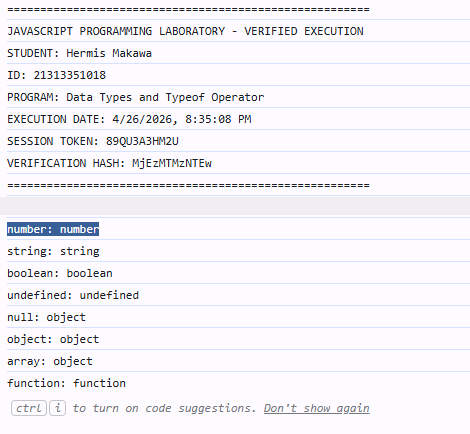 =======================================================
JAVASCRIPT PROGRAMMING LABORATORY - VERIFIED EXECUTION
STUDENT: Hermis Makawa
ID: 21313351018
PROGRAM: Data Types and Typeof Operator
EXECUTION DATE: 4/26/2026, 8:35:08 PM
SESSION TOKEN: 89QU3A3HM2U
VERIFICATION HASH: MjEzMTMzNTEw
=======================================================
number: number
string: string
boolean: boolean
undefined: undefined
null: object
object: object
array: object
function: function
ctrl i to turn on code suggestions. Don't show again